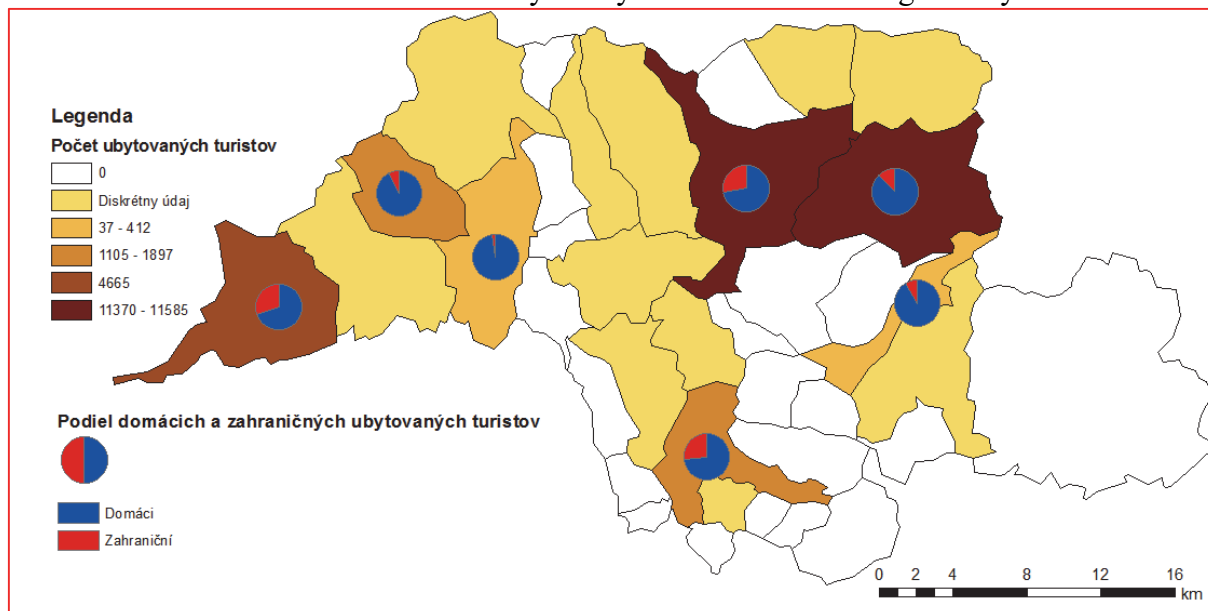 Legenda
Počet ubytovaných turistov
0
Diskrétny údaj
37 - 412
1105 - 1897
4665
11370 - 11585
Podiel domácich a zahraničných ubytovaných turistov
Domáci
Zahraniční
0 2 4 8 12 16
km